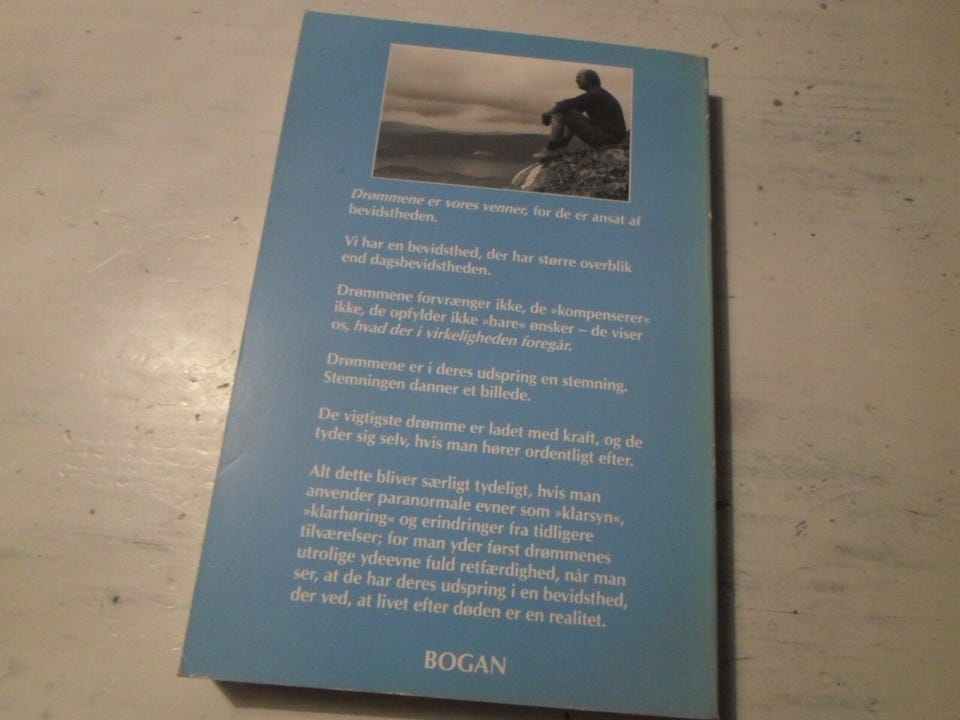 Drømmene er vores venner, for de er ansat af
bevidstheden.
Vi har en bevidsthed, der har større overblik
end dagsbevidstheden.
Drømmene forvrænger ikke, de »kompenserer«
ikke, de opfylder ikke »bare« ønsker – de viser
os, hvad der i virkeligheden foregår.
Drømmene er i deres udspring en stemning.
Stemningen danner et billede.
De vigtigste drømme er ladet med kraft, og de
tyder sig selv, hvis man hører ordentligt efter.
Alt dette bliver særligt tydeligt, hvis man
anvender paranormale evner som »klarsyn«,
»klarhøring« og erindringer fra tidligere
tilværelser; for man yder først drømmenes
utrolige ydeevne fuld retfærdighed, når man
ser, at de har deres udspring i en bevidsthed,
der ved, at livet efter døden er en realitet.
BOGAN